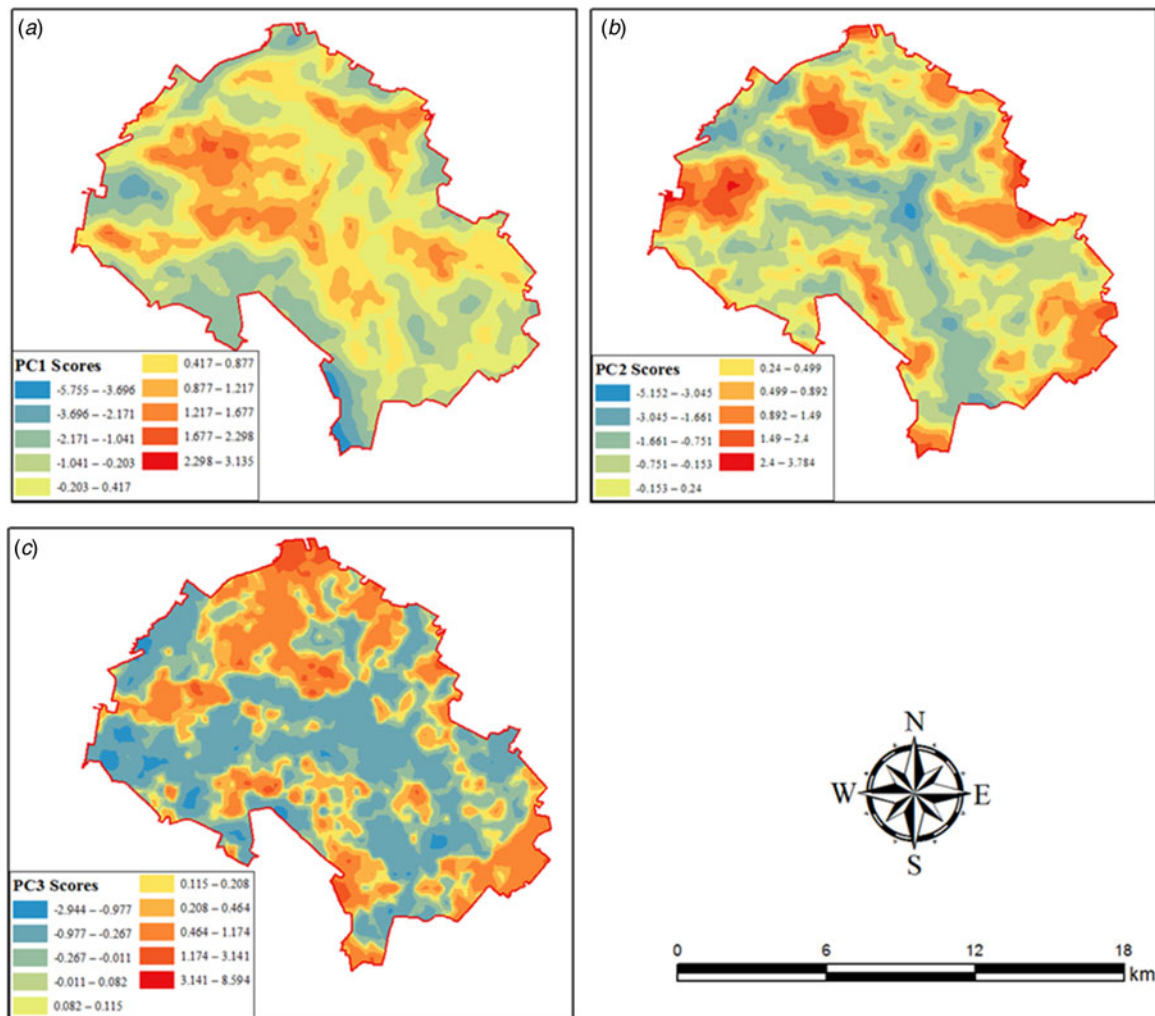 (a)
PC1 Scores
-5.755 – -3.696
-3.696 – -2.171
-2.171 – -1.041
-1.041 – -0.203
-0.203 – 0.417
0.417 – 0.877
0.877 – 1.217
1.217 – 1.677
1.677 – 2.298
2.298 – 3.135
(b)
PC2 Scores
-5.152 – -3.045
-3.045 – -1.661
-1.661 – -0.751
-0.751 – -0.153
-0.153 – 0.24
0.24 – 0.499
0.499 – 0.892
0.892 – 1.49
1.49 – 2.4
2.4 – 3.784
(c)
PC3 Scores
-2.944 – -0.977
-0.977 – -0.267
-0.267 – -0.011
-0.011 – 0.082
0.082 – 0.115
0.115 – 0.208
0.208 – 0.464
0.464 – 1.174
1.174 – 3.141
3.141 – 8.594
N
W E
S
0 6 12 18
km